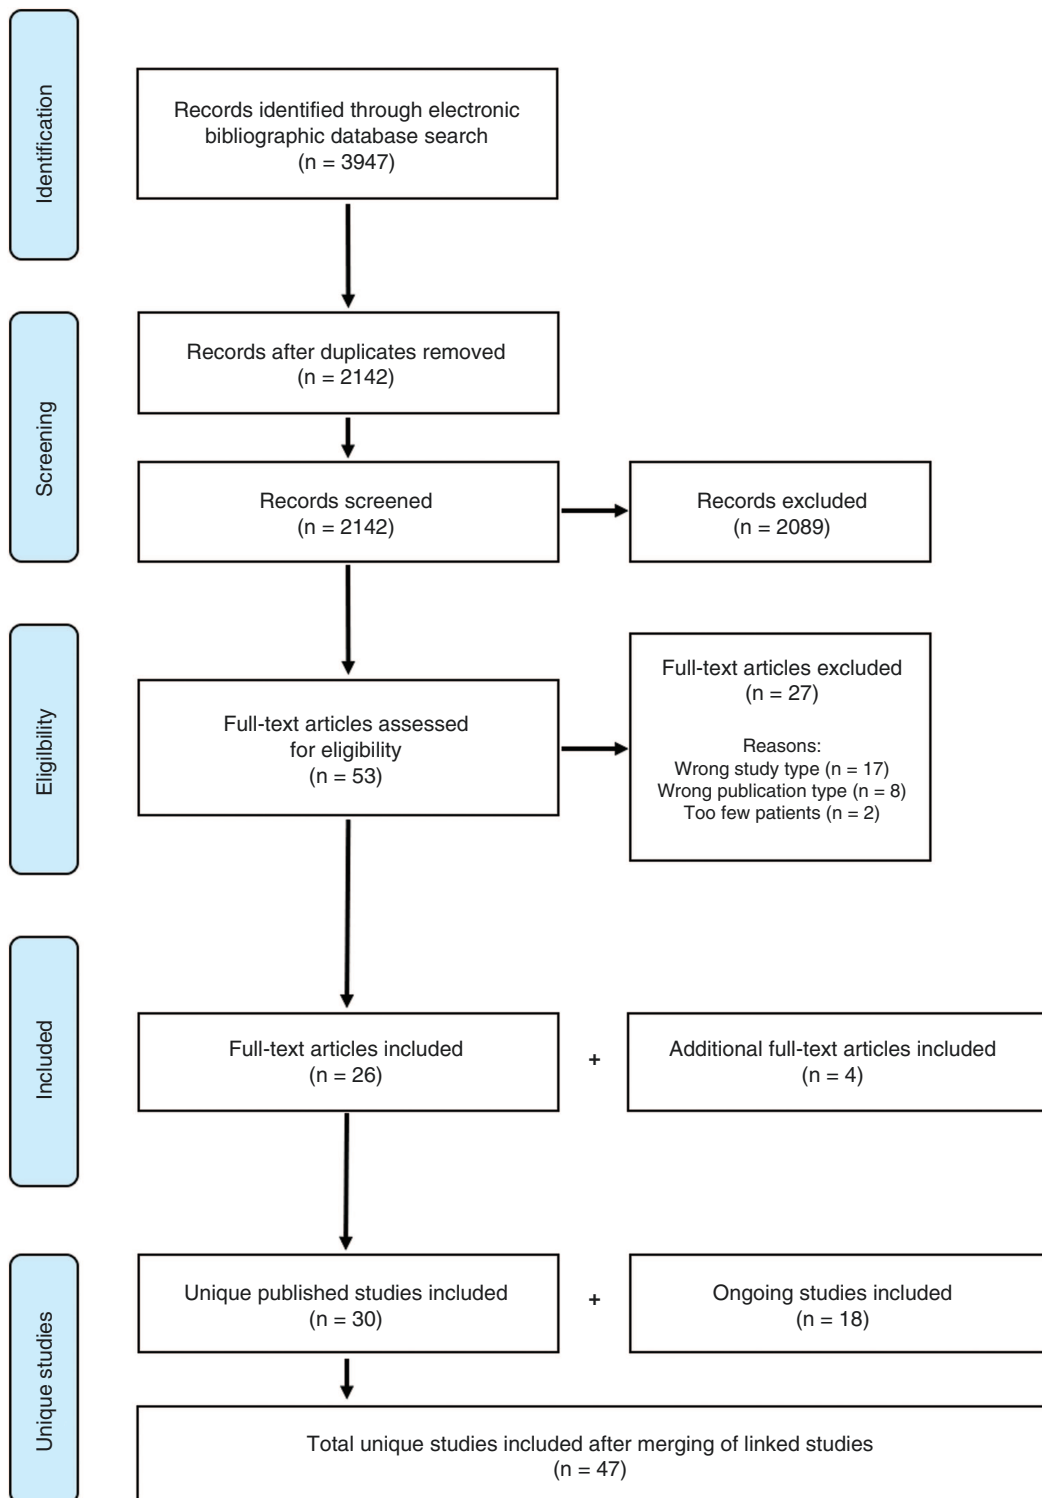 Identification
Records identified through electronic
bibliographic database search
(n = 3947)
Screening
Records after duplicates removed
(n = 2142)
Records screened
(n = 2142)
Records excluded
(n = 2089)
Eligilbility
Full-text articles assessed
for eligibility
(n = 53)
Full-text articles excluded
(n = 27)
Reasons:
Wrong study type (n = 17)
Wrong publication type (n = 8)
Too few patients (n = 2)
Included
Full-text articles included
(n = 26)
+
Additional full-text articles included
(n = 4)
Unique studies
Unique published studies included
(n = 30)
+
Ongoing studies included
(n = 18)
Total unique studies included after merging of linked studies
(n = 47)